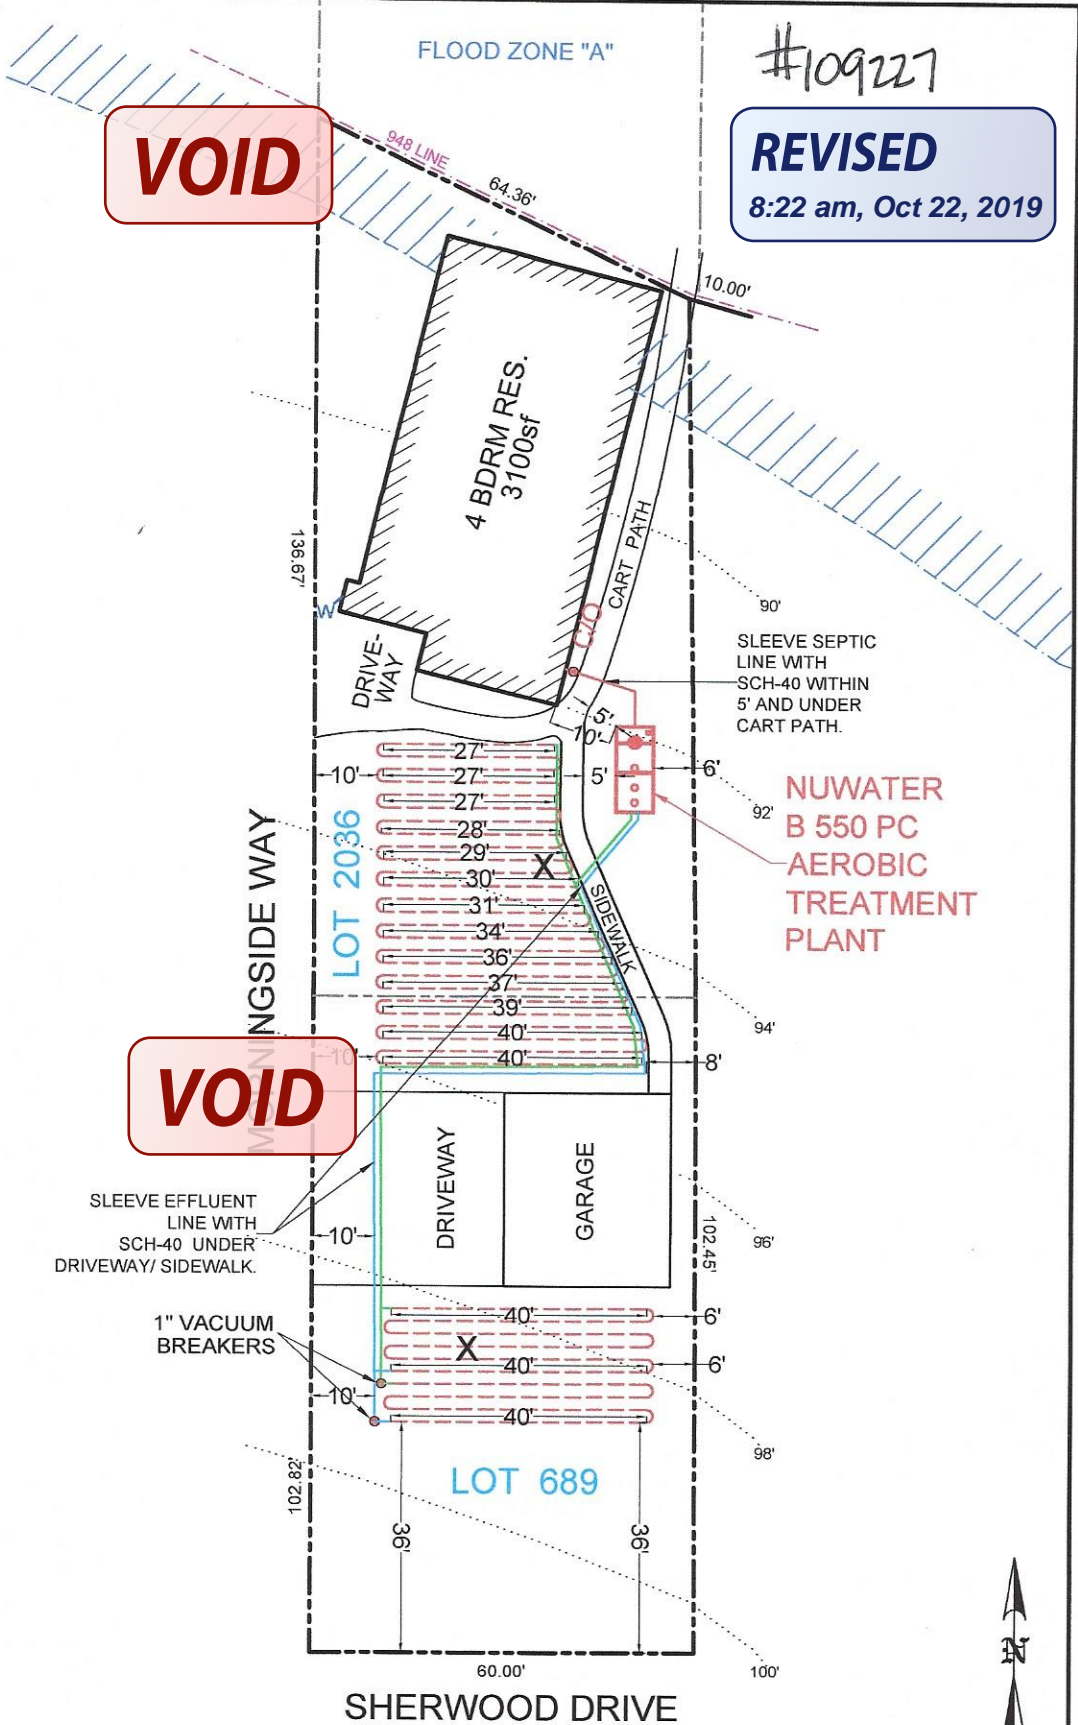 FLOOD ZONE "A"
#109227
VOID
REVISED
8:22 am, Oct 22, 2019
948 LINE
64.36'
10.00'
4 BDRM RES.
3100sf
CART PATH
136.67'
W
C/O
90'
DRIVE-
WAY
SLEEVE SEPTIC
LINE WITH
SCH-40 WITHIN
5' AND UNDER
CART PATH.
5'
10'
27'
10'
27'
5'
6'
27'
92'
NUWATER
B 550 PC
AEROBIC
TREATMENT
PLANT
28'
29'
X
30'
31'
34'
36'
37'
39'
40'
40'
LOT 2036
SIDEWALK
MORNINGSIDE WAY
94'
10'
8'
VOID
DRIVEWAY
GARAGE
SLEEVE EFFLUENT
LINE WITH
SCH-40 UNDER
DRIVEWAY/ SIDEWALK.
10'
102.45'
96'
1" VACUUM
BREAKERS
40'
6'
X
40'
6'
10'
40'
98'
102.82'
LOT 689
36'
36'
N
60.00'
100'
SHERWOOD DRIVE